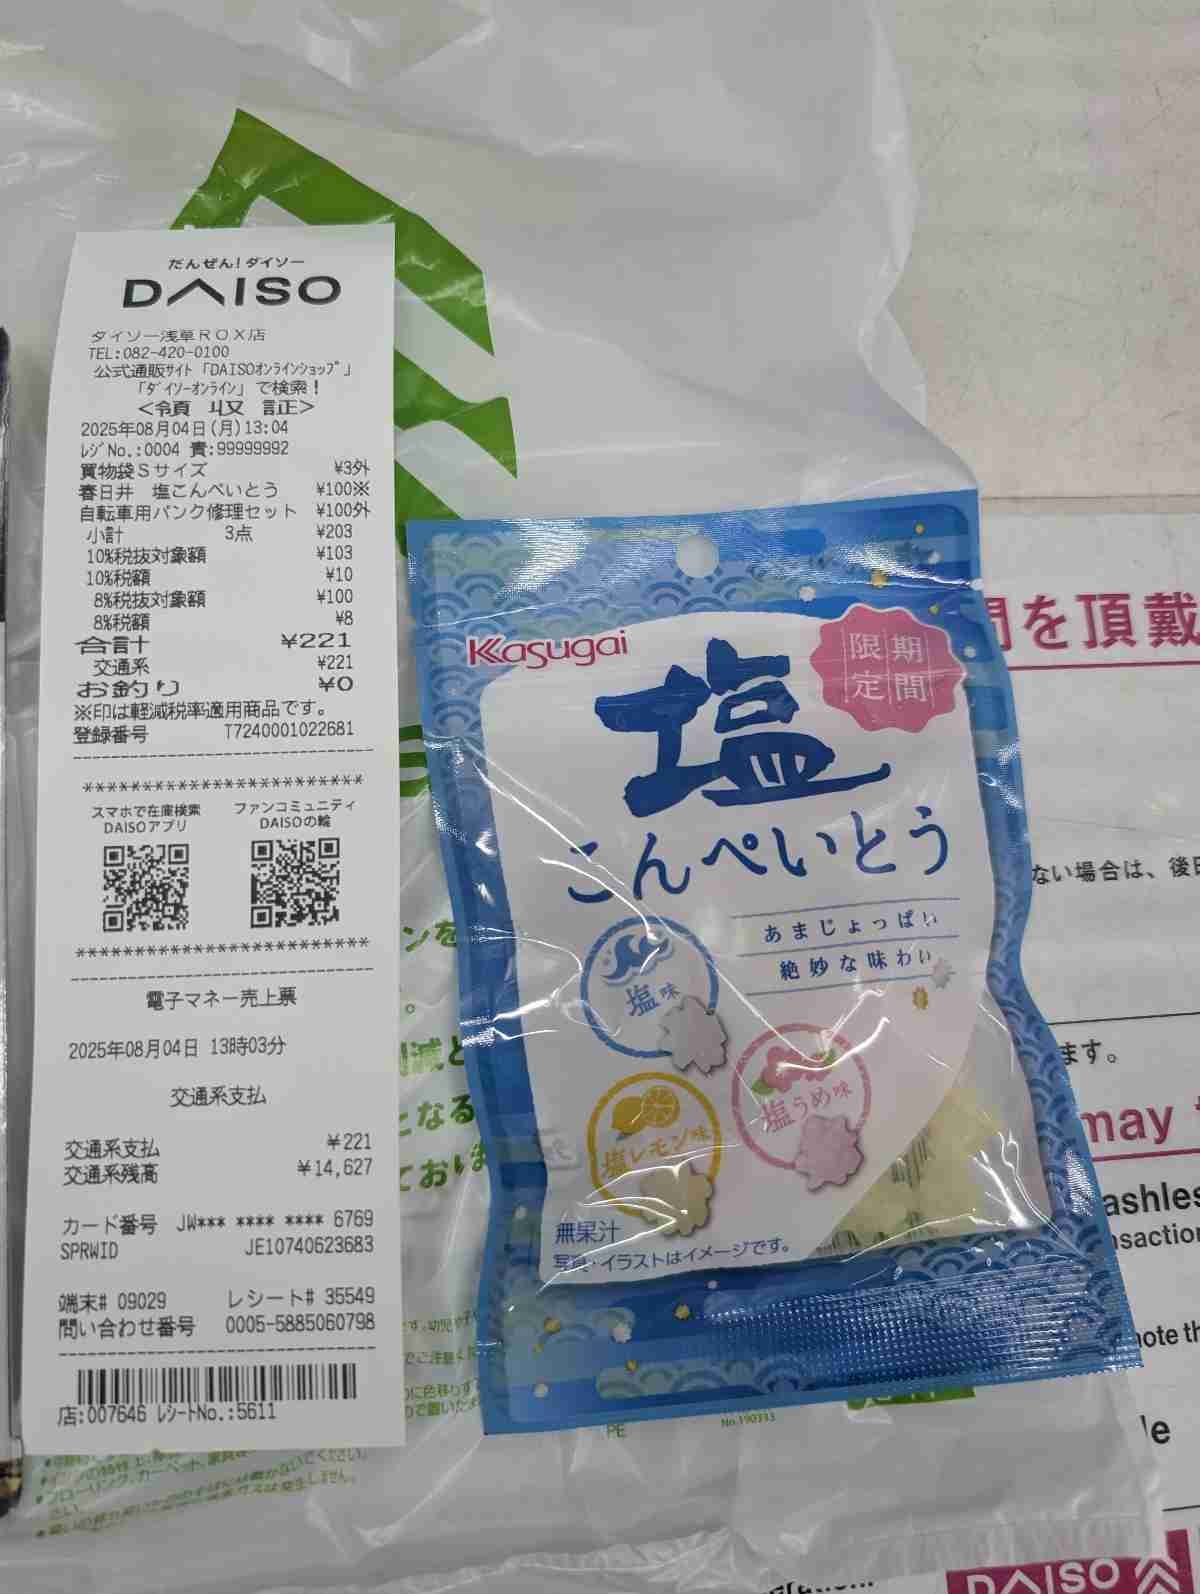 だんぜん!ダイソー
DAISO
タイソー浅草ROX店
TEL:082-420-0100
公式通販サイト「DAISOオンラインショップ」
「ダイソーオンライン」で検索!
<領 収 証>
2025年08月04日(月)13:04
レジNo.:0004 責:99999992
買物袋Sサイズ ¥3外
春日井 塩こんぺいとう ¥100※
自転車用パンク修理セット ¥100外
小計 3点 ¥203
10%税抜対象額 ¥103
10%税額 ¥10
8%税抜対象額 ¥100
8%税額 ¥8
合計 ¥221
交通系 ¥221
お釣り ¥0
※印は軽減税率適用商品です。
登録番号 T7240001022681
************************
スマホで在庫検索 ファンコミュニティ
DAISOアプリ DAISOの輪
************************
電子マネー売上票
2025年08月04日 13時03分
交通系支払
交通系支払 ¥221
交通系残高 ¥14,627
カード番号 JW*** **** **** 6769
SPRWID JE10740623683
端末# 09029 レシート# 35549
問い合わせ番号 0005-5885060798
店:007646 レシートNo.:5611
Kasugai
期間
限定
塩
こんぺいとう
あまじょっぱい
絶妙な味わい
塩味
塩うめ味
塩レモン味
無果汁
写真・イラストはイメージです。
を頂戴
ない場合は、後日
ます。
may
PE
No.190333
DAISO